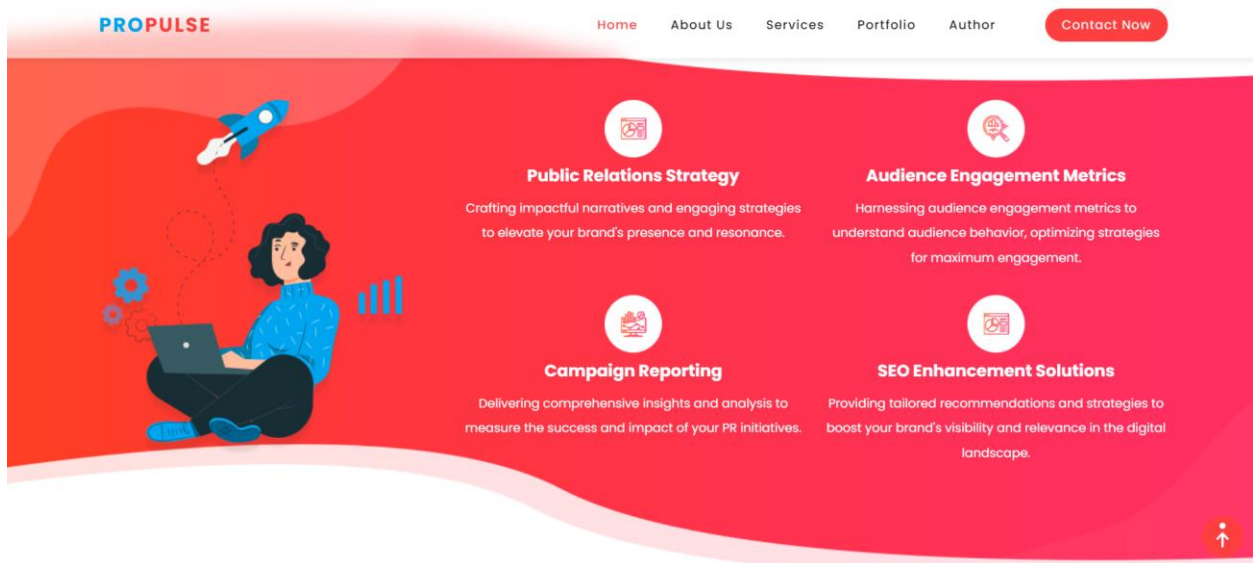 PROPULSE
Home About Us Services Portfolio Author Contact Now
Public Relations Strategy
Crafting impactful narratives and engaging strategies
to elevate your brand's presence and resonance.
Audience Engagement Metrics
Harnessing audience engagement metrics to
understand audience behavior, optimizing strategies
for maximum engagement.
Campaign Reporting
Delivering comprehensive insights and analysis to
measure the success and impact of your PR initiatives.
SEO Enhancement Solutions
Providing tailored recommendations and strategies to
boost your brand's visibility and relevance in the digital
landscape.